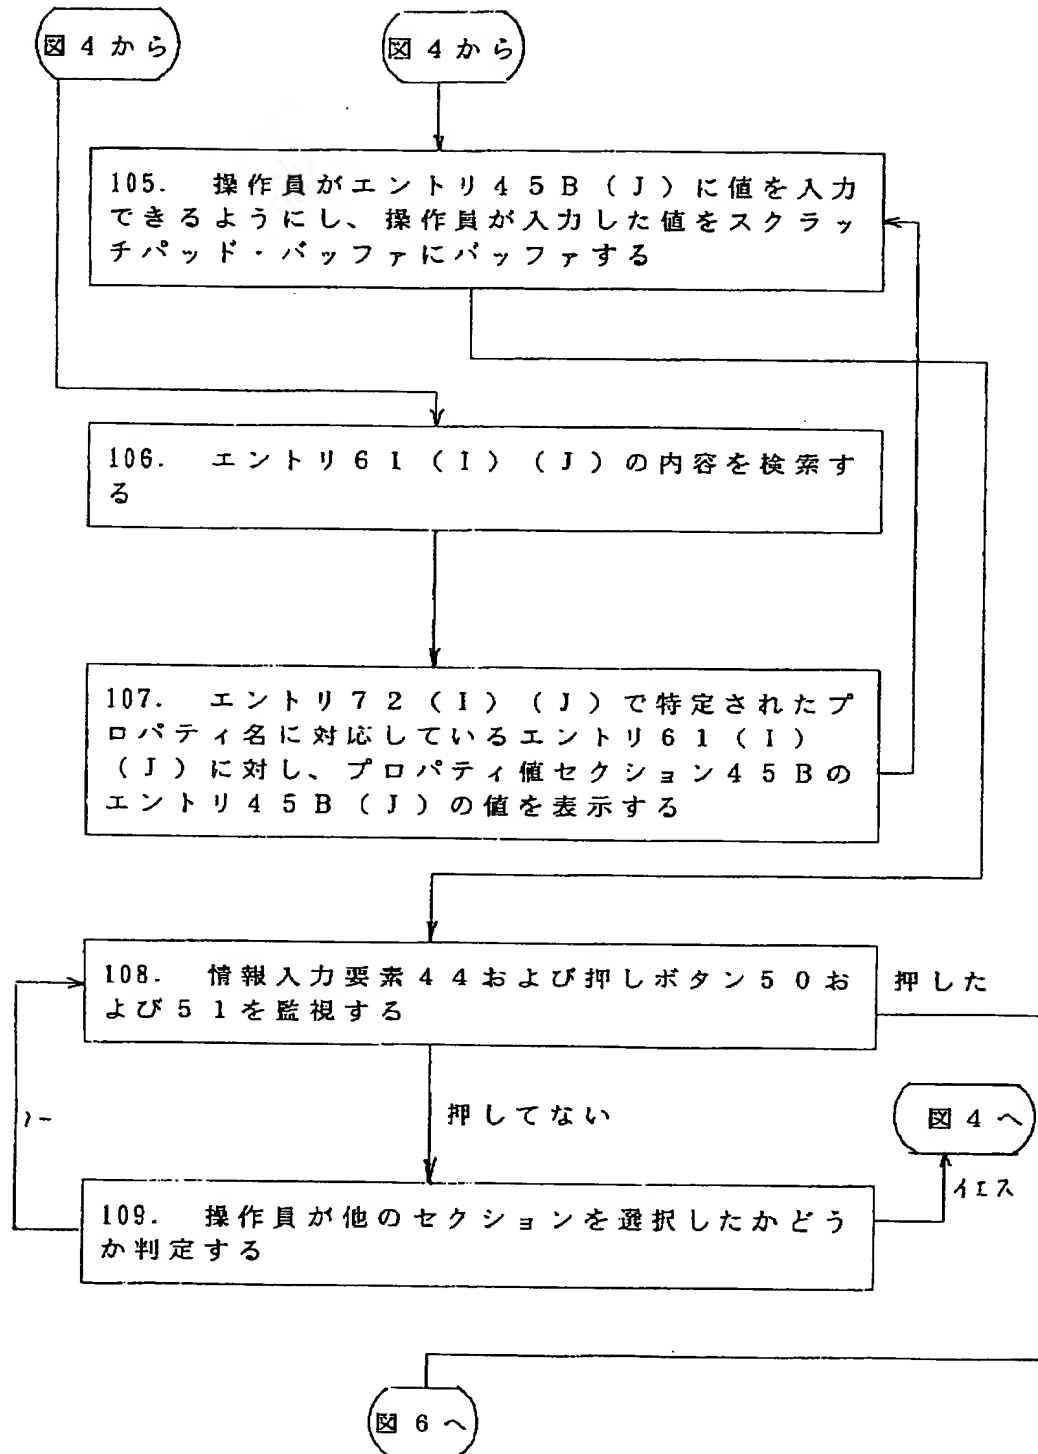 図4から
図4から
105. 操作員がエントリ45B(J)に値を入力
できるようにし、操作員が入力した値をスクラッ
チパッド・バッファにバッファする
106. エントリ61(I)(J)の内容を検索す
る
107. エントリ72(I)(J)で特定されたプ
ロパティ名に対応しているエントリ61(I)
(J)に対し、プロパティ値セクション45Bの
エントリ45B(J)の値を表示する
108. 情報入力要素44および押しボタン50お
よび51を監視する
押した
ノー
押してない
図4へ
イエス
109. 操作員が他のセクションを選択したかどう
か判定する
図6へ